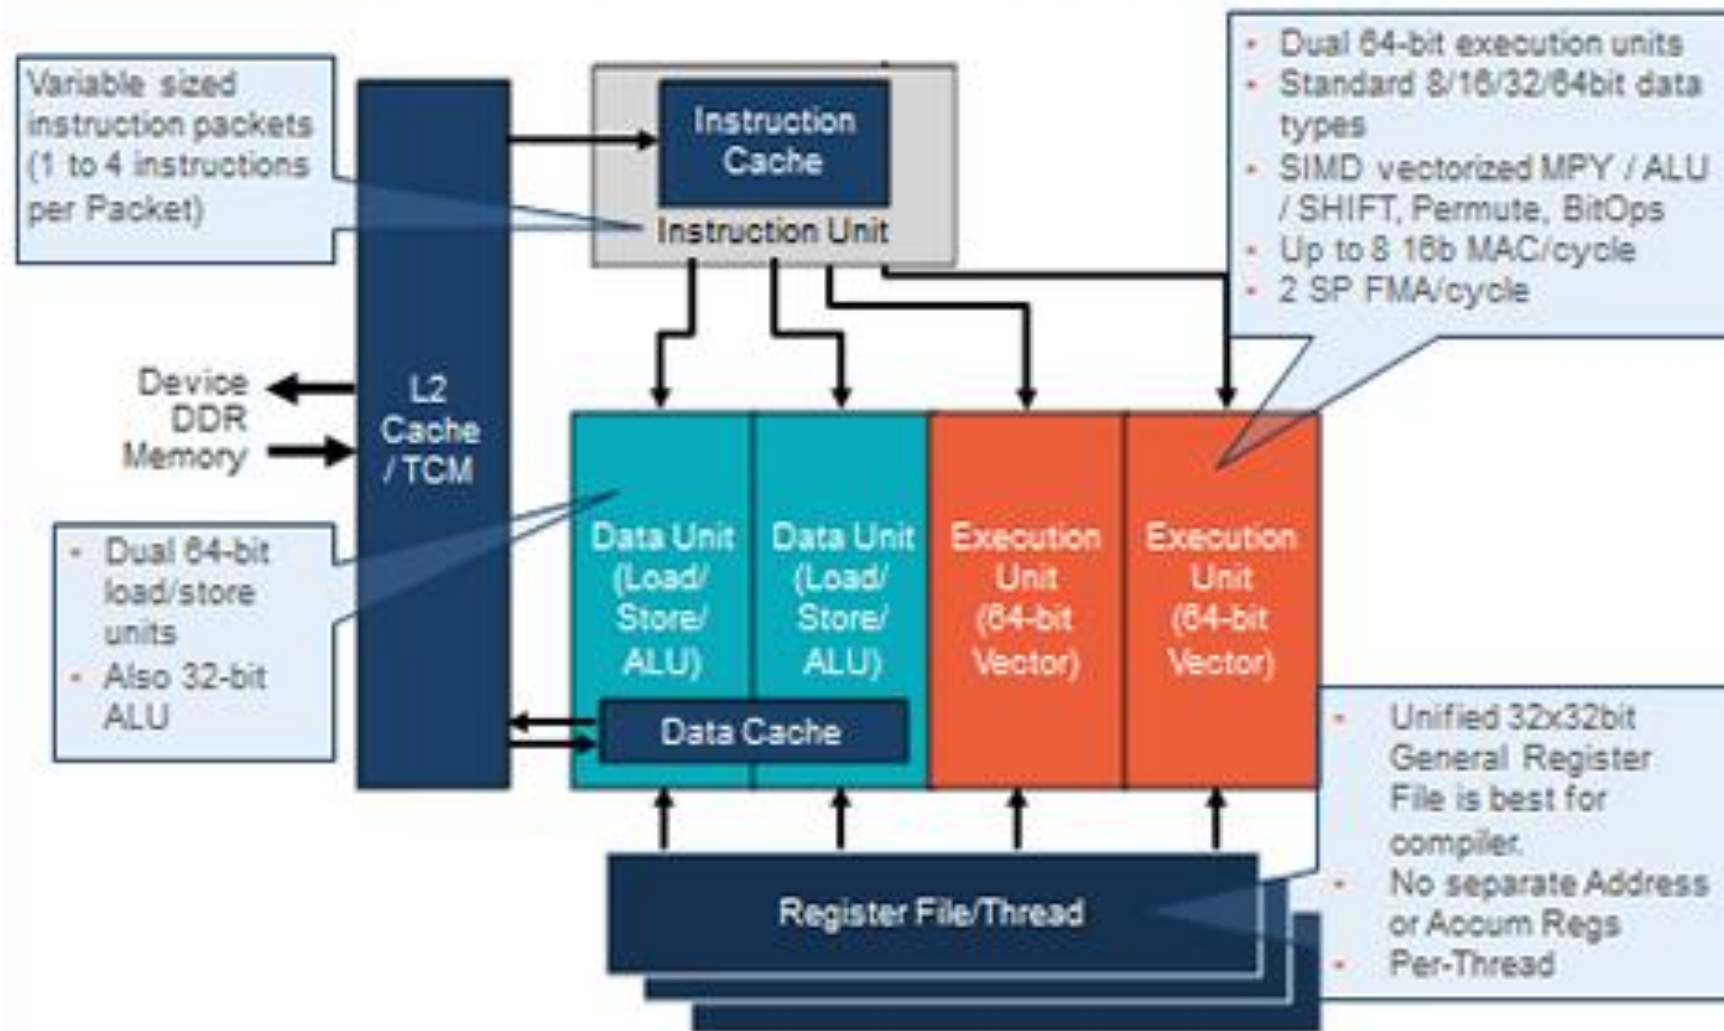 Variable sized
instruction packets
(1 to 4 instructions
per Packet)
Instruction
Cache
Instruction Unit
• Dual 64-bit execution units
• Standard 8/16/32/64bit data
types
• SIMD vectorized MPY / ALU
/ SHIFT, Permute, BitOps
• Up to 8 16b MAC/cycle
• 2 SP FMA/cycle
Device
DDR
Memory
L2
Cache
/ TCM
• Dual 64-bit
load/store
units
• Also 32-bit
ALU
Data Unit
(Load/
Store/
ALU)
Data Unit
(Load/
Store/
ALU)
Execution
Unit
(64-bit
Vector)
Execution
Unit
(64-bit
Vector)
Data Cache
• Unified 32x32bit
General Register
File is best for
compiler.
• No separate Address
or Accum Regs
• Per-Thread
Register File/Thread